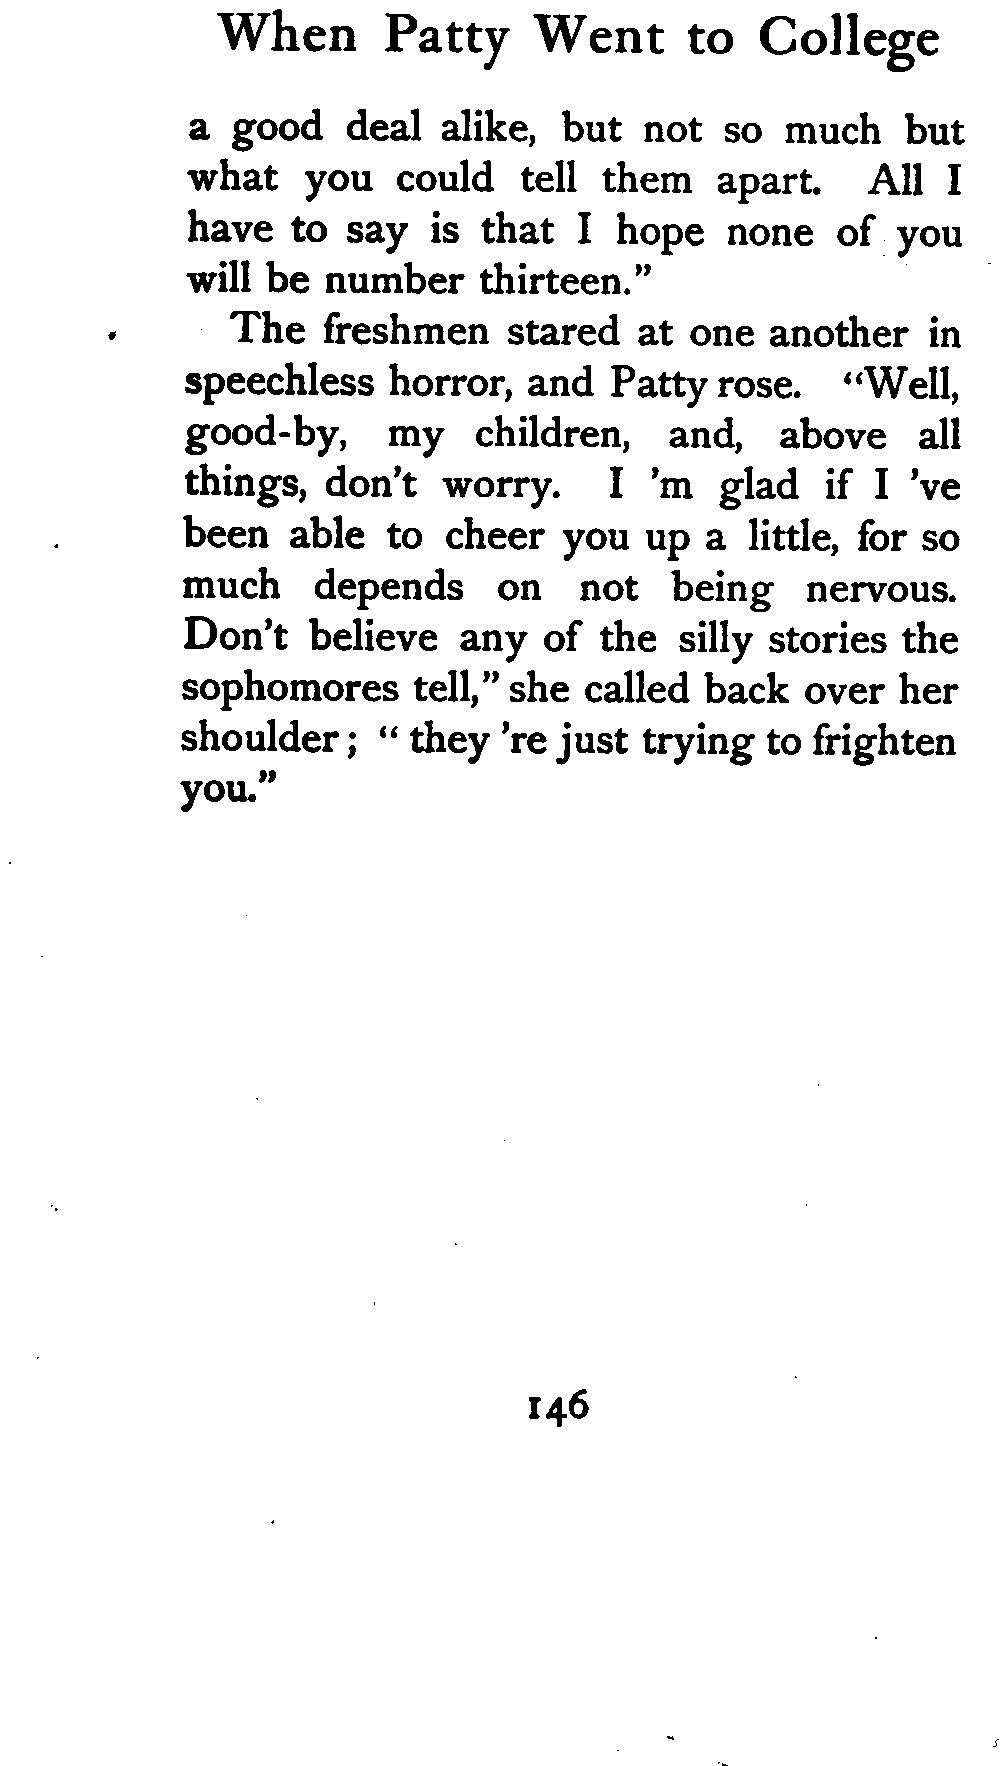 When Patty Went to College
a good deal alike, but not so much but
what you could tell them apart. All I
have to say is that I hope none of you
will be number thirteen."
The freshmen stared at one another in
speechless horror, and Patty rose. "Well,
good-by, my children, and, above all
things, don't worry. I 'm glad if I 've
been able to cheer you up a little, for so
much depends on not being nervous.
Don't believe any of the silly stories the
sophomores tell," she called back over her
shoulder; " they 're just trying to frighten
you."
146